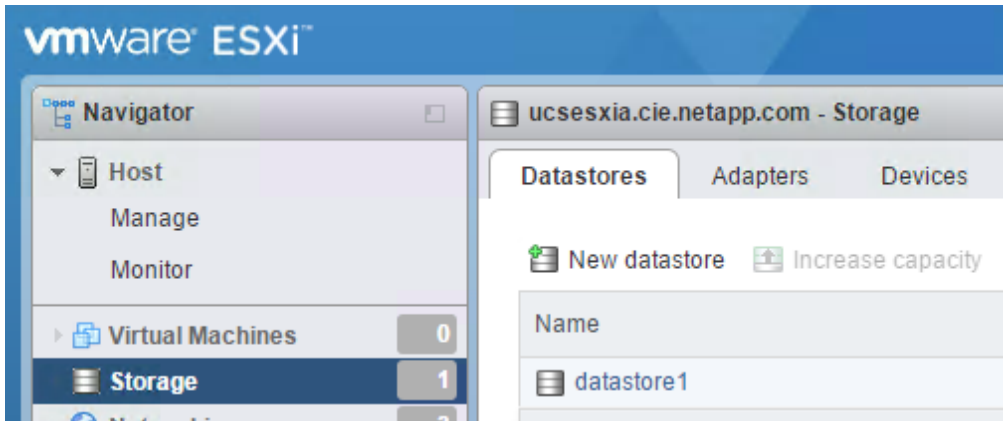 vmware ESXi™
Navigator
Host
Manage
Monitor
Virtual Machines 0
Storage 1
ucsesxia.cie.netapp.com - Storage
Datastores Adapters Devices
New datastore Increase capacity
Name
datastore1